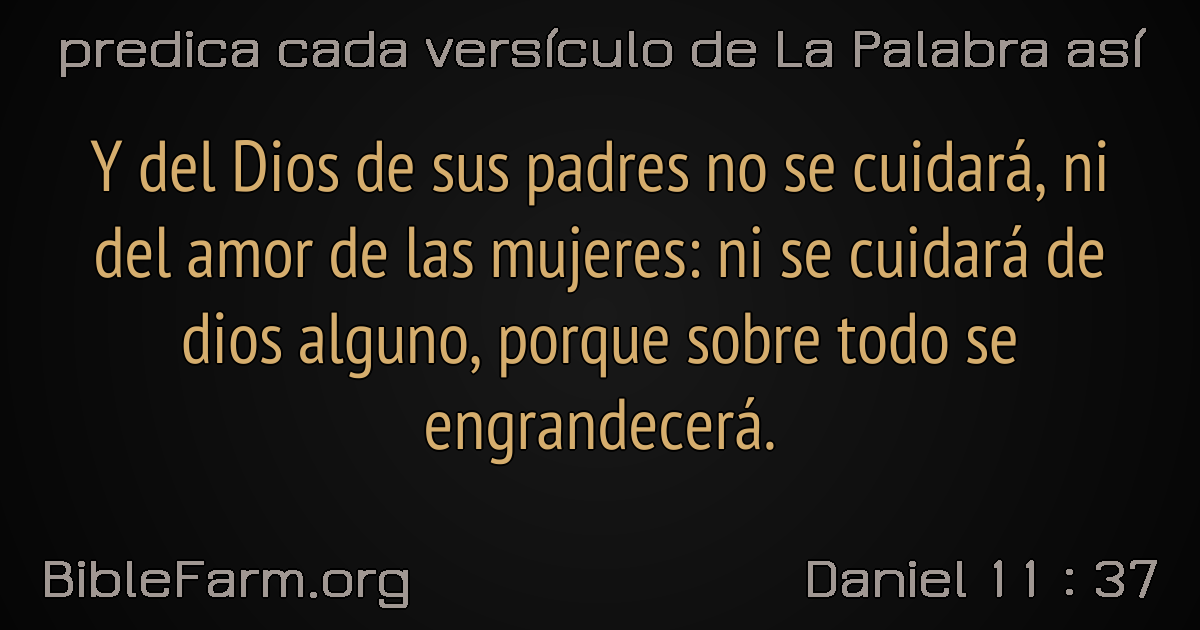 predica cada versículo de La Palabra así
Y del Dios de sus padres no se cuidará, ni
del amor de las mujeres: ni se cuidará de
dios alguno, porque sobre todo se
engrandecerá.
BibleFarm.org
Daniel 11 : 37